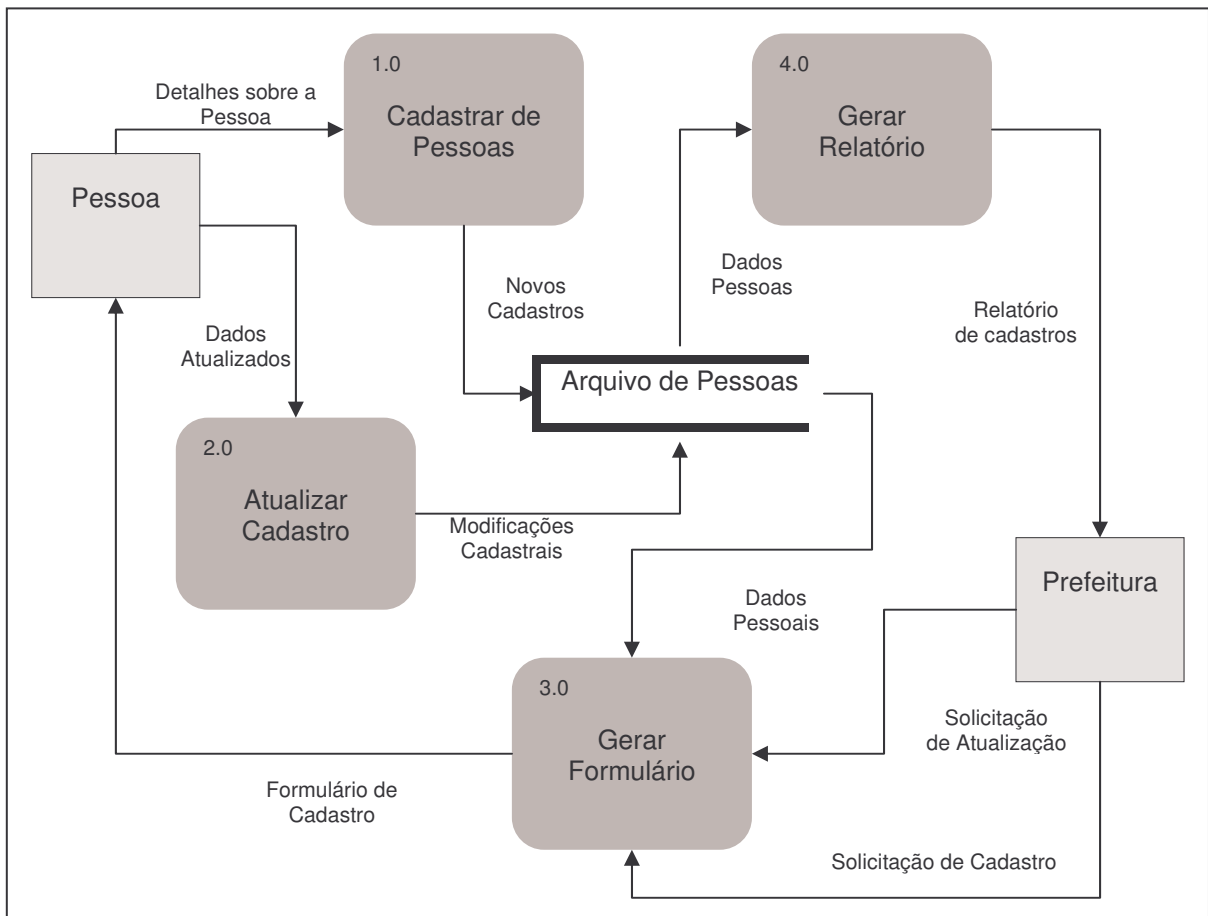 1.0
4.0
Detalhes sobre a
Pessoa
Cadastrar de
Pessoas
Gerar
Relatório
Pessoa
Dados
Pessoas
Novos
Cadastros
Relatório
de cadastros
Dados
Atualizados
Arquivo de Pessoas
2.0
Atualizar
Cadastro
Modificações
Cadastrais
Prefeitura
Dados
Pessoais
3.0
Gerar
Formulário
Solicitação
de Atualização
Formulário de
Cadastro
Solicitação de Cadastro